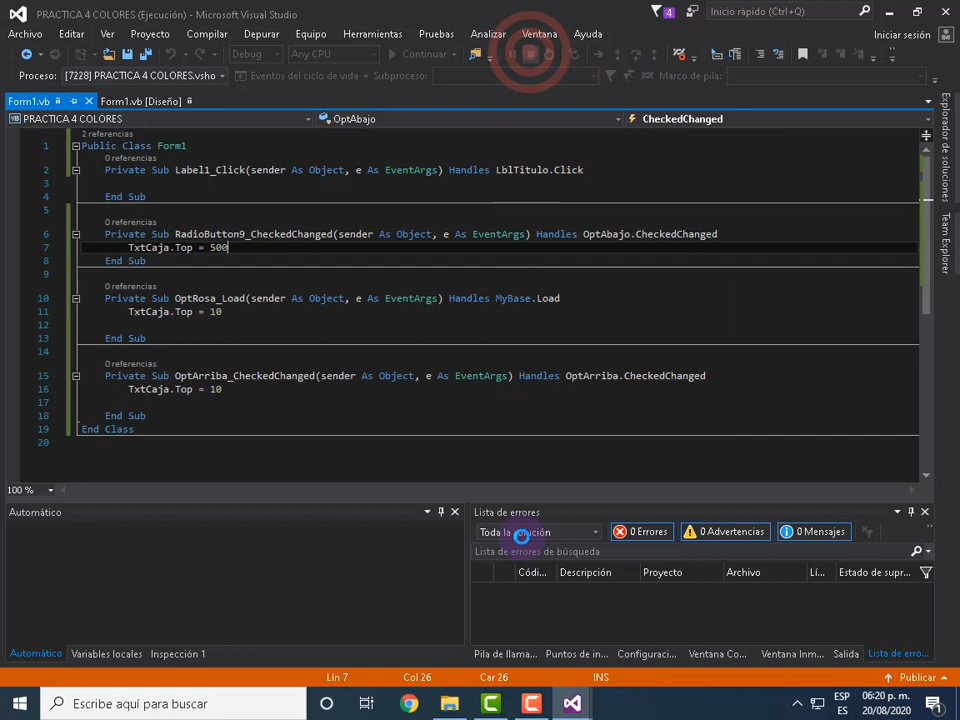 PRACTICA 4 COLORES (Ejecución) - Microsoft Visual Studio
4
Inicio rápido (Ctrl+Q)
Archivo Editar Ver Proyecto Compilar Depurar Equipo Herramientas Pruebas Analizar Ventana Ayuda
Iniciar sesión
Debug Any CPU Continuar
Proceso: [7228] PRACTICA 4 COLORES.vsho Eventos del ciclo de vida Subproceso: Marco de pila:
Form1.vb Form1.vb [Diseño]
PRACTICA 4 COLORES OptAbajo CheckedChanged
2 referencias
1 Public Class Form1
0 referencias
2 Private Sub Label1_Click(sender As Object, e As EventArgs) Handles LblTitulo.Click
3
4 End Sub
5
0 referencias
6 Private Sub RadioButton9_CheckedChanged(sender As Object, e As EventArgs) Handles OptAbajo.CheckedChanged
7 TxtCaja.Top = 500
8 End Sub
9
0 referencias
10 Private Sub OptRosa_Load(sender As Object, e As EventArgs) Handles MyBase.Load
11 TxtCaja.Top = 10
12
13 End Sub
14
0 referencias
15 Private Sub OptArriba_CheckedChanged(sender As Object, e As EventArgs) Handles OptArriba.CheckedChanged
16 TxtCaja.Top = 10
17
18 End Sub
19 End Class
20
Explorador de soluciones
Team Explorer
100 %
Automático
Lista de errores
Toda la solución 0 Errores 0 Advertencias 0 Mensajes
Lista de errores de búsqueda
Códi... Descripción Proyecto Archivo Lí... Estado de supr...
Automático Variables locales Inspección 1
Pila de llama... Puntos de in... Configuraci... Ventana Co... Ventana Inm... Salida Lista de erro...
Lín 7 Col 26 Car 26 INS Publicar
Escribe aquí para buscar
ESP
ES
06:20 p. m.
20/08/2020
1